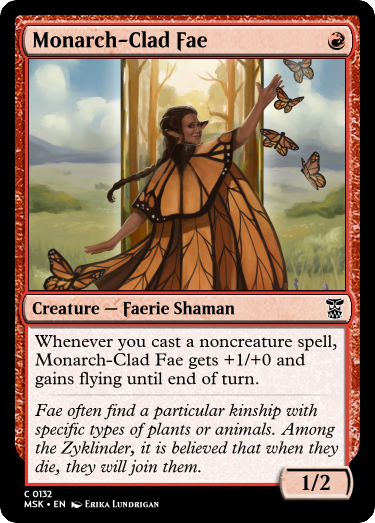 Monarch-Clad Fae
Creature — Faerie Shaman
Whenever you cast a noncreature spell,
Monarch-Clad Fae gets +1/+0 and
gains flying until end of turn.
Fae often find a particular kinship with
specific types of plants or animals. Among
the Zyklinder, it is believed that when they
die, they will join them.
1/2
C 0132
MSK • EN Erika Lundrigan